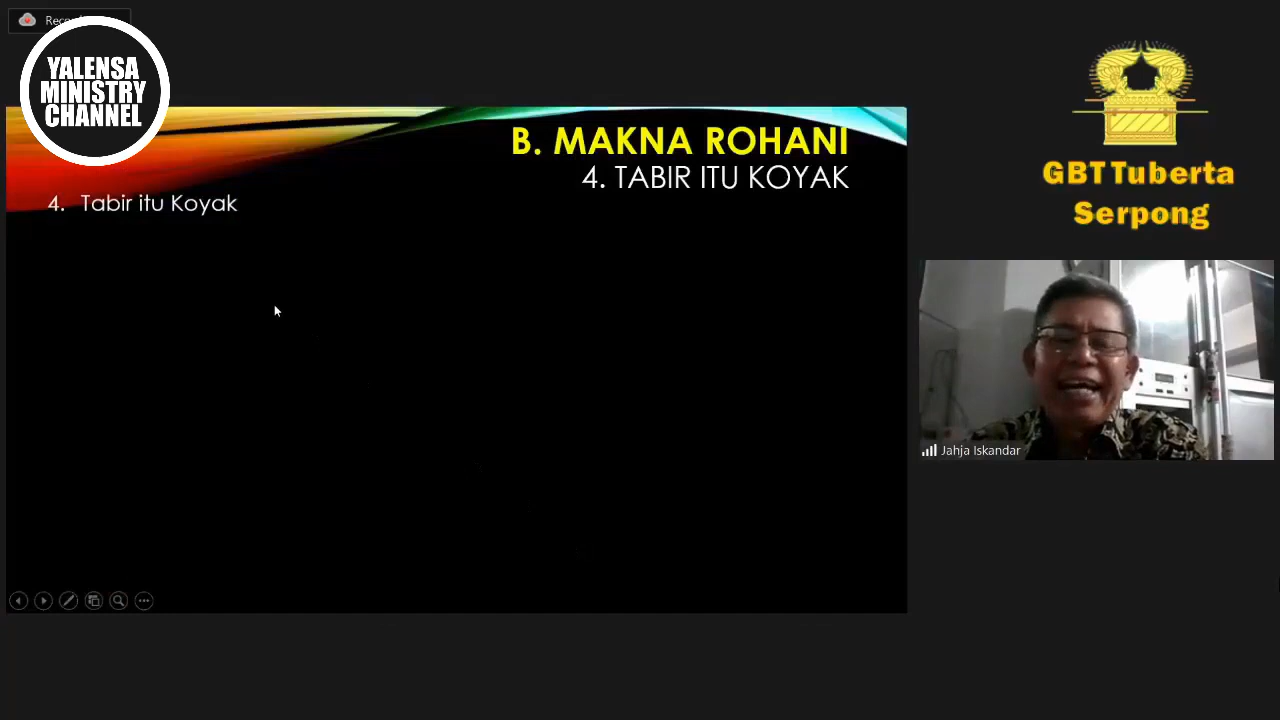 YALENSA
MINISTRY
CHANNEL
B. MAKNA ROHANI
4. TABIR ITU KOYAK
4. Tabir itu Koyak
GBT Tuberta
Serpong
Jahja Iskandar